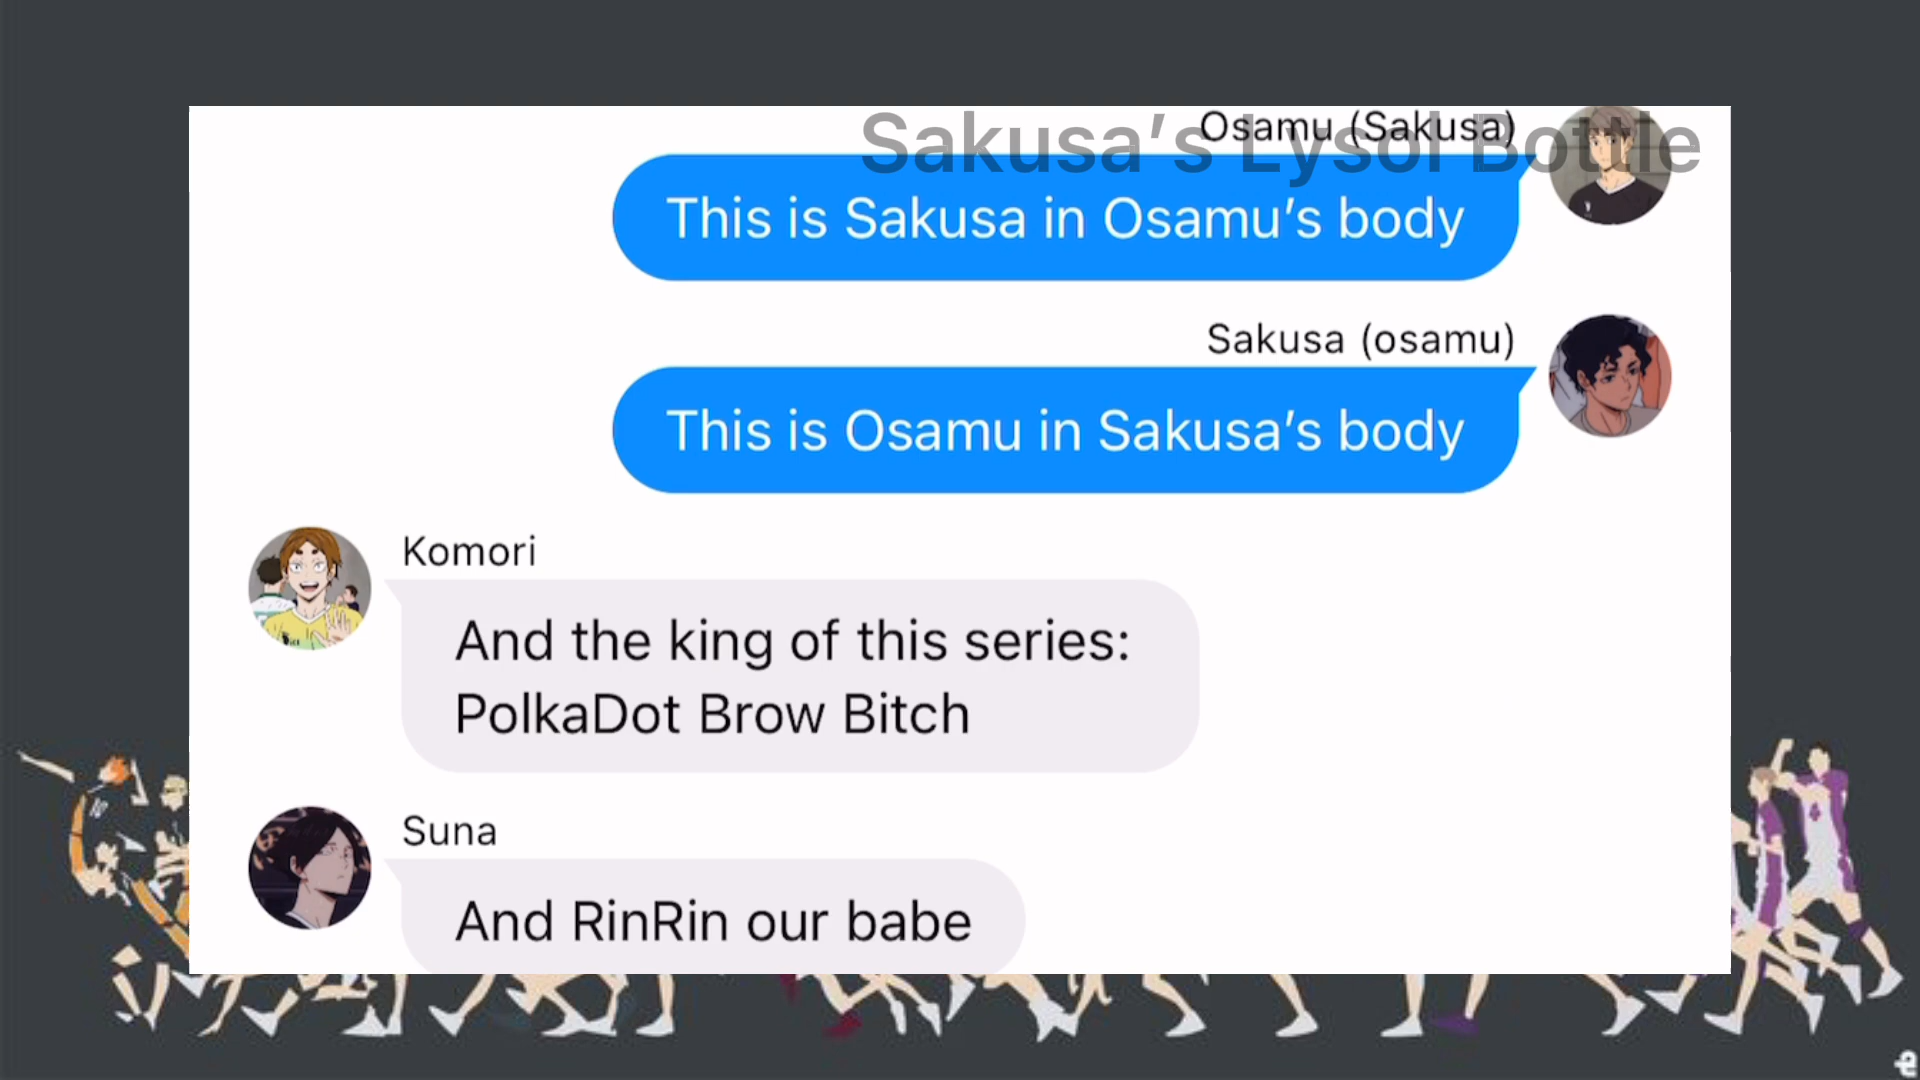 Sakusa's Lysol Bottle
Osamu (Sakusa)
This is Sakusa in Osamu's body
Sakusa (osamu)
This is Osamu in Sakusa's body
Komori
And the king of this series:
PolkaDot Brow Bitch
Suna
And RinRin our babe